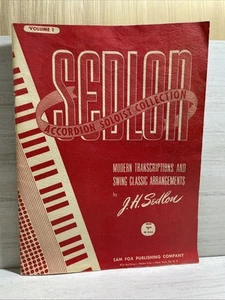 VOLUME 1
SEDLON
ACCORDION SOLOIST COLLECTION
MODERN TRANSCRIPTIONS AND
SWING CLASSIC ARRANGEMENTS
by
J.H. Sedlon
SAM FOX PUBLISHING COMPANY